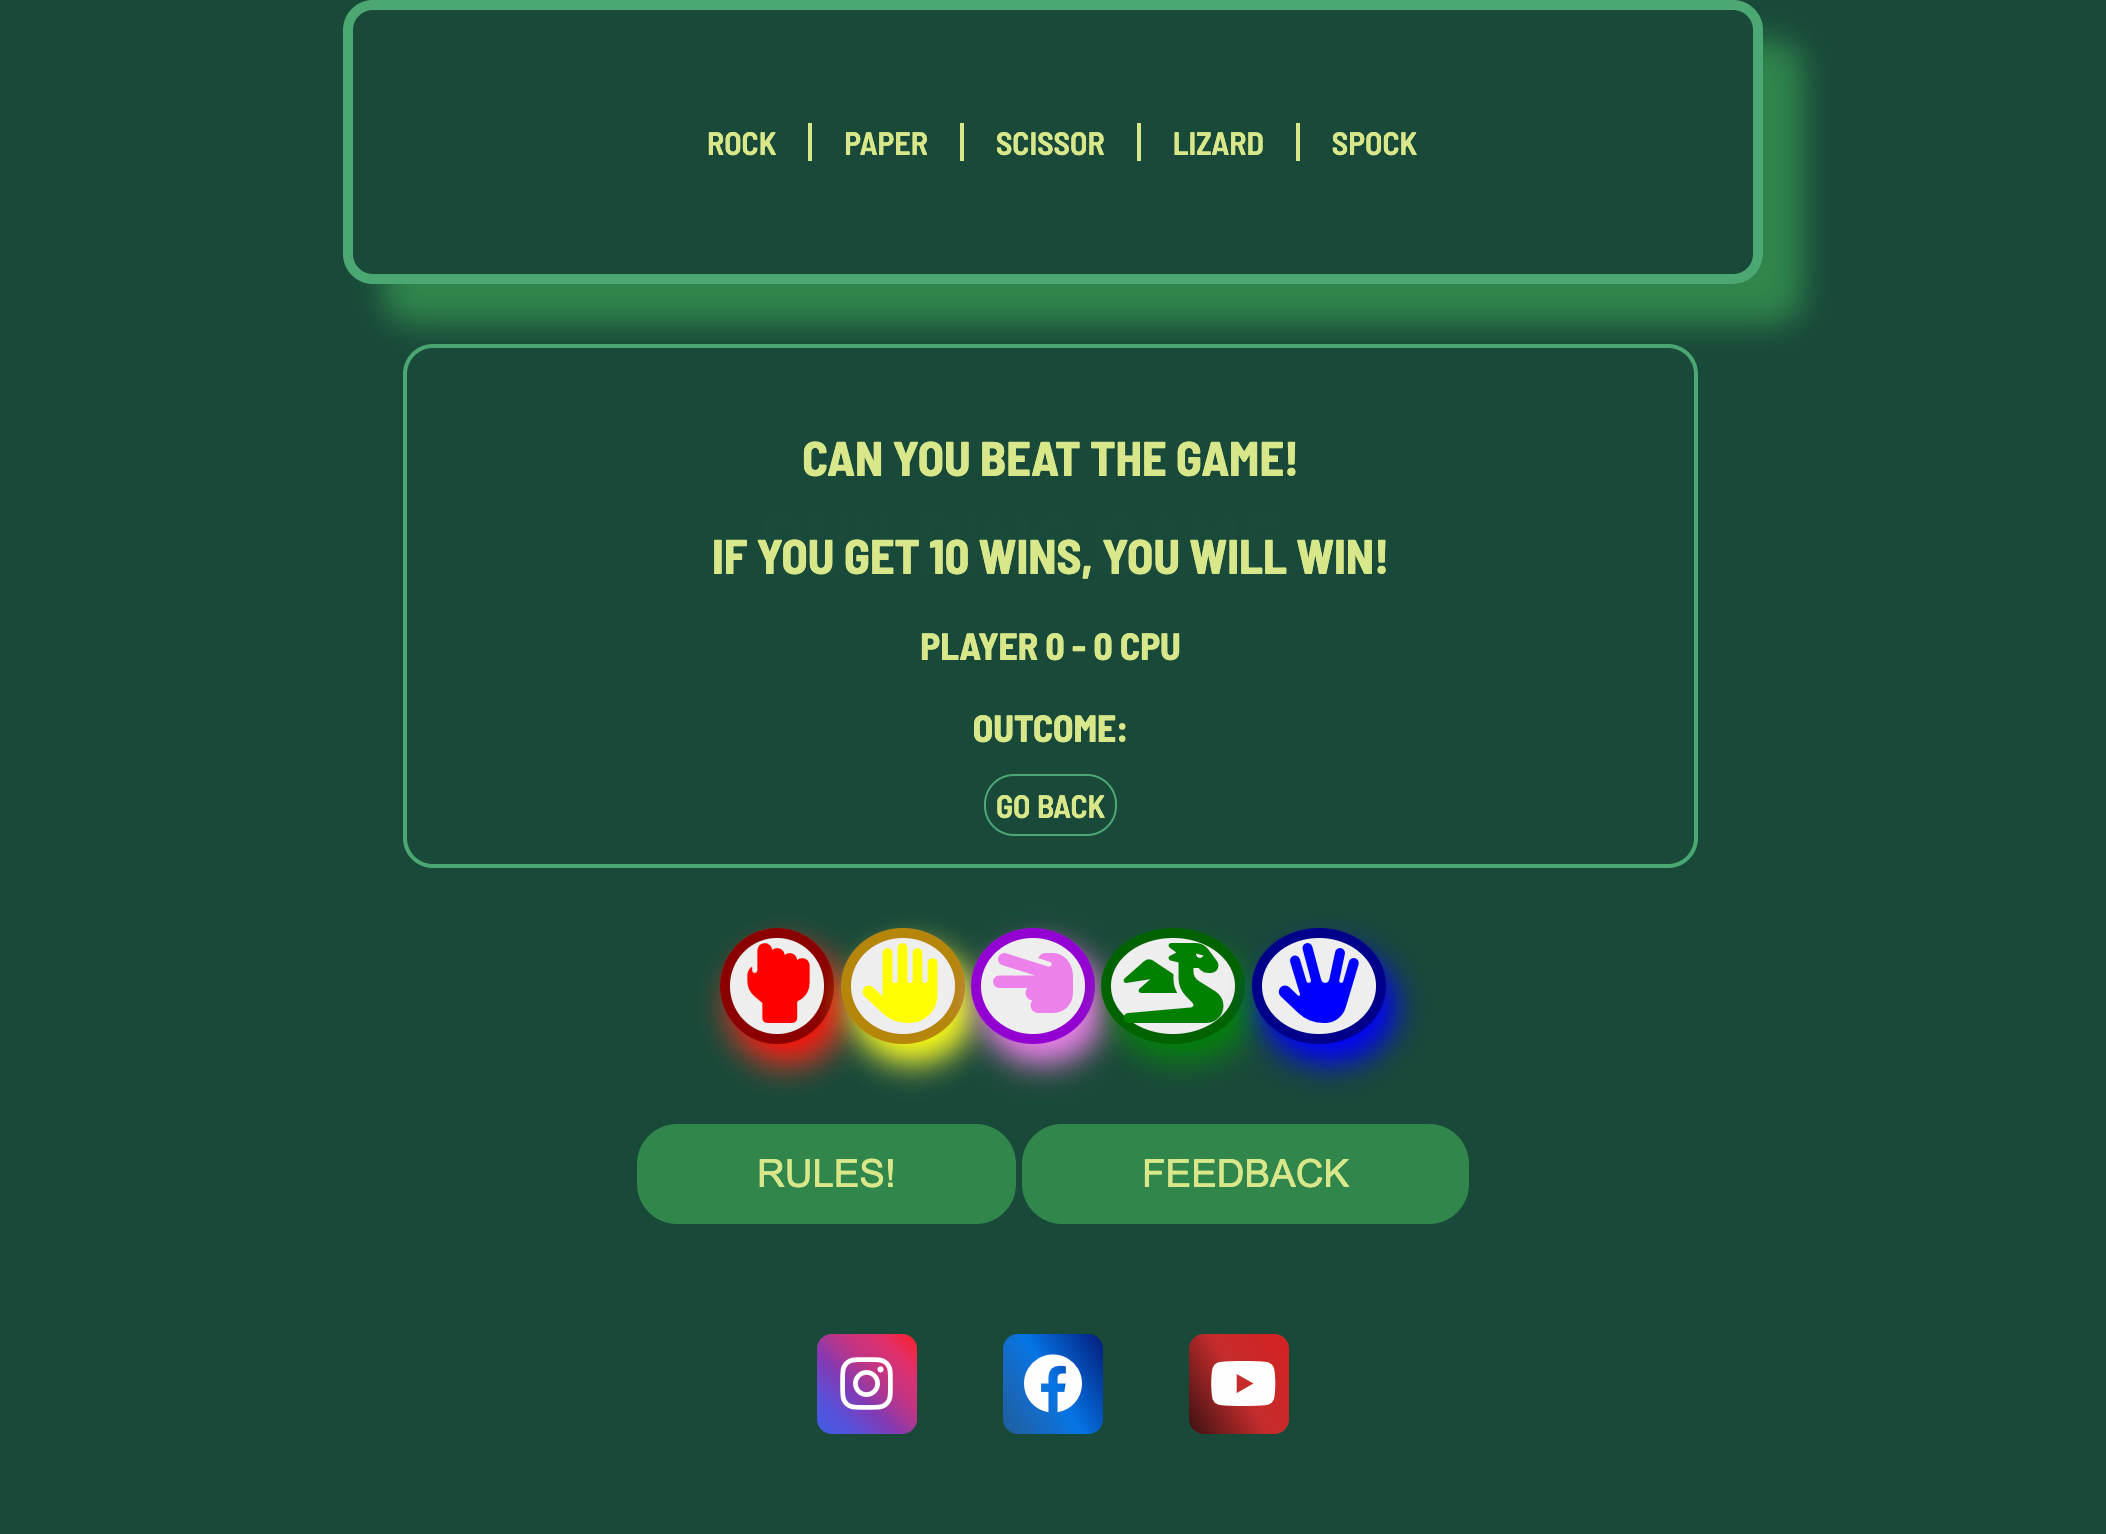 ROCK | PAPER | SCISSOR | LIZARD | SPOCK
CAN YOU BEAT THE GAME!
IF YOU GET 10 WINS, YOU WILL WIN!
PLAYER 0 - 0 CPU
OUTCOME:
GO BACK
RULES! FEEDBACK